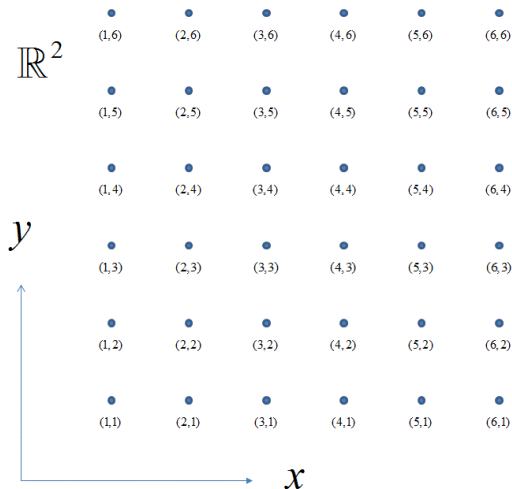 (1,6) (2,6) (3,6) (4,6) (5,6) (6,6)
ℝ²
(1,5) (2,5) (3,5) (4,5) (5,5) (6,5)
(1,4) (2,4) (3,4) (4,4) (5,4) (6,4)
y
(1,3) (2,3) (3,3) (4,3) (5,3) (6,3)
(1,2) (2,2) (3,2) (4,2) (5,2) (6,2)
(1,1) (2,1) (3,1) (4,1) (5,1) (6,1)
x